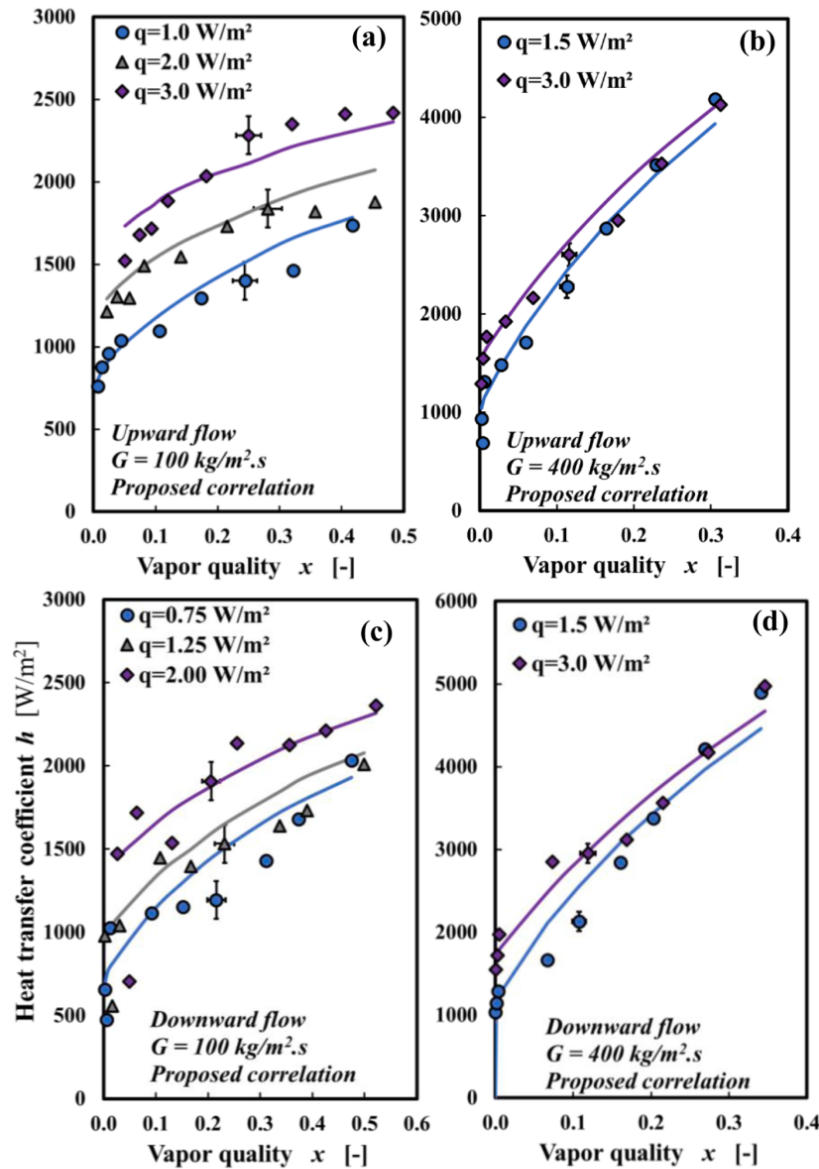 3000
2500
2000
1500
1000
500
0
0.0 0.1 0.2 0.3 0.4 0.5
q=1.0 W/m²
q=2.0 W/m²
q=3.0 W/m²
(a)
Upward flow
G = 100 kg/m².s
Proposed correlation
Vapor quality x [-]
5000
4000
3000
2000
1000
0
0.0 0.1 0.2 0.3 0.4
q=1.5 W/m²
q=3.0 W/m²
(b)
Upward flow
G = 400 kg/m².s
Proposed correlation
Vapor quality x [-]
Heat transfer coefficient h [W/m²]
3000
2500
2000
1500
1000
500
0
0.0 0.1 0.2 0.3 0.4 0.5 0.6
q=0.75 W/m²
q=1.25 W/m²
q=2.00 W/m²
(c)
Downward flow
G = 100 kg/m².s
Proposed correlation
Vapor quality x [-]
6000
5000
4000
3000
2000
1000
0
0.0 0.1 0.2 0.3 0.4
q=1.5 W/m²
q=3.0 W/m²
(d)
Downward flow
G = 400 kg/m².s
Proposed correlation
Vapor quality x [-]